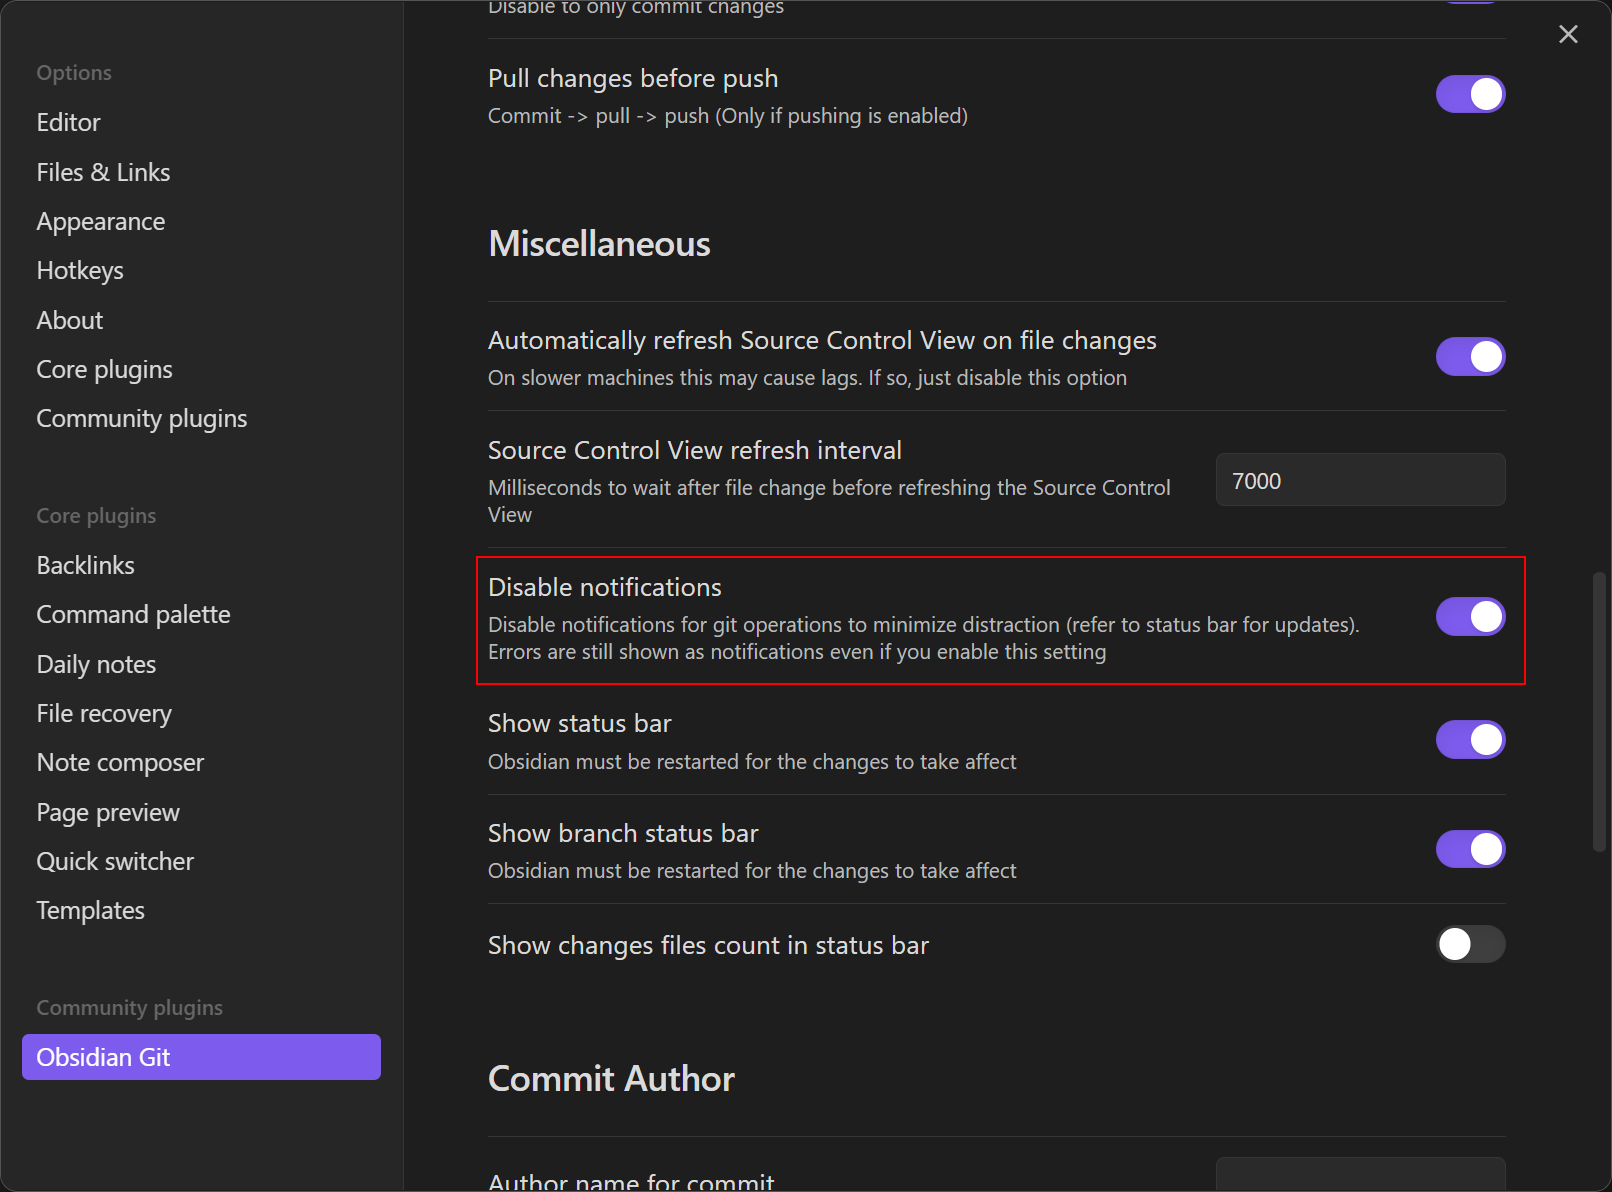 Options
Editor
Files & Links
Appearance
Hotkeys
About
Core plugins
Community plugins
Core plugins
Backlinks
Command palette
Daily notes
File recovery
Note composer
Page preview
Quick switcher
Templates
Community plugins
Obsidian Git
Disable to only commit changes
Pull changes before push
Commit -> pull -> push (Only if pushing is enabled)
Miscellaneous
Automatically refresh Source Control View on file changes
On slower machines this may cause lags. If so, just disable this option
Source Control View refresh interval
Milliseconds to wait after file change before refreshing the Source Control
View
7000
Disable notifications
Disable notifications for git operations to minimize distraction (refer to status bar for updates).
Errors are still shown as notifications even if you enable this setting
Show status bar
Obsidian must be restarted for the changes to take affect
Show branch status bar
Obsidian must be restarted for the changes to take affect
Show changes files count in status bar
Commit Author
Author name for commit